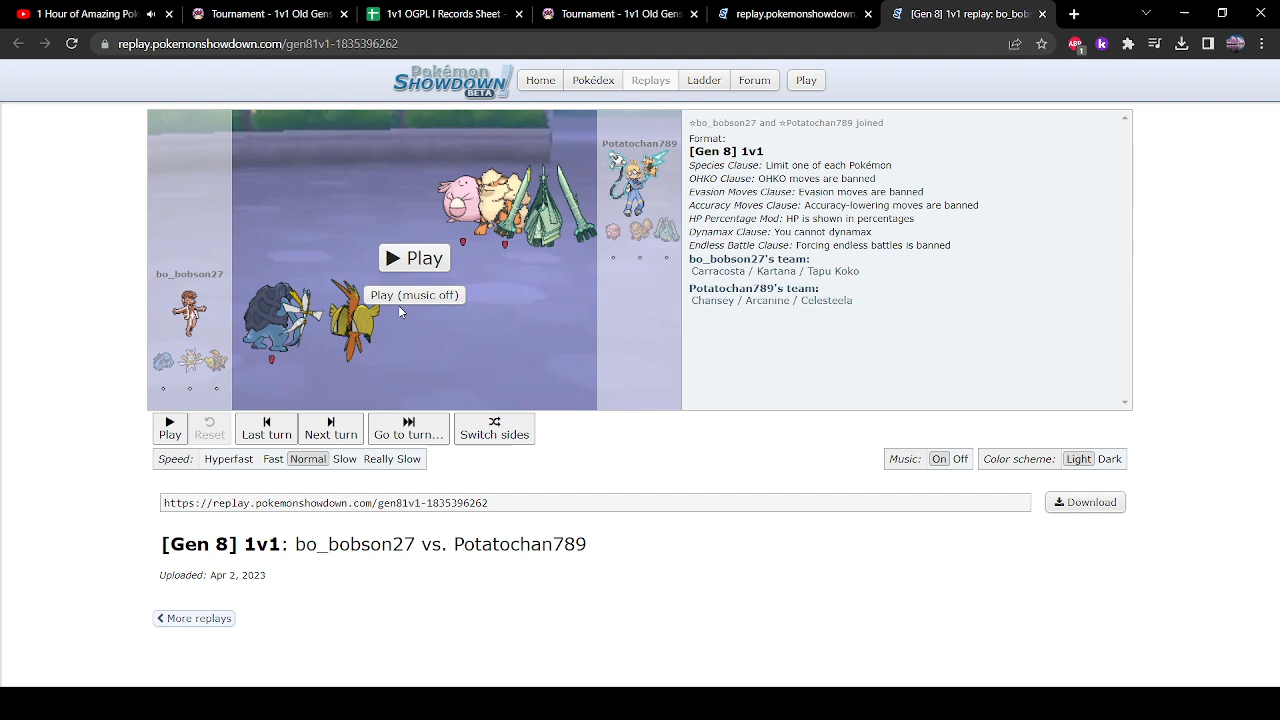 1 Hour of Amazing Pok
Tournament - 1v1 Old Gens
1v1 OGPL I Records Sheet -
Tournament - 1v1 Old Gens
replay.pokemonshowdown.
[Gen 8] 1v1 replay: bo_bobs
replay.pokemonshowdown.com/gen81v1-1835396262
ABP
1
k
Pokémon
SHOWDOWN!
BETA
Home
Pokédex
Replays
Ladder
Forum
Play
Potatochan789
bo_bobson27
Play
Play (music off)
☆bo_bobson27 and ☆Potatochan789 joined
Format:
[Gen 8] 1v1
Species Clause: Limit one of each Pokémon
OHKO Clause: OHKO moves are banned
Evasion Moves Clause: Evasion moves are banned
Accuracy Moves Clause: Accuracy-lowering moves are banned
HP Percentage Mod: HP is shown in percentages
Dynamax Clause: You cannot dynamax
Endless Battle Clause: Forcing endless battles is banned
bo_bobson27's team:
Carracosta / Kartana / Tapu Koko
Potatochan789's team:
Chansey / Arcanine / Celesteela
Play
Reset
Last turn
Next turn
Go to turn...
Switch sides
Speed: Hyperfast Fast Normal Slow Really Slow
Music: On Off
Color scheme: Light Dark
https://replay.pokemonshowdown.com/gen81v1-1835396262
Download
[Gen 8] 1v1: bo_bobson27 vs. Potatochan789
Uploaded: Apr 2, 2023
More replays